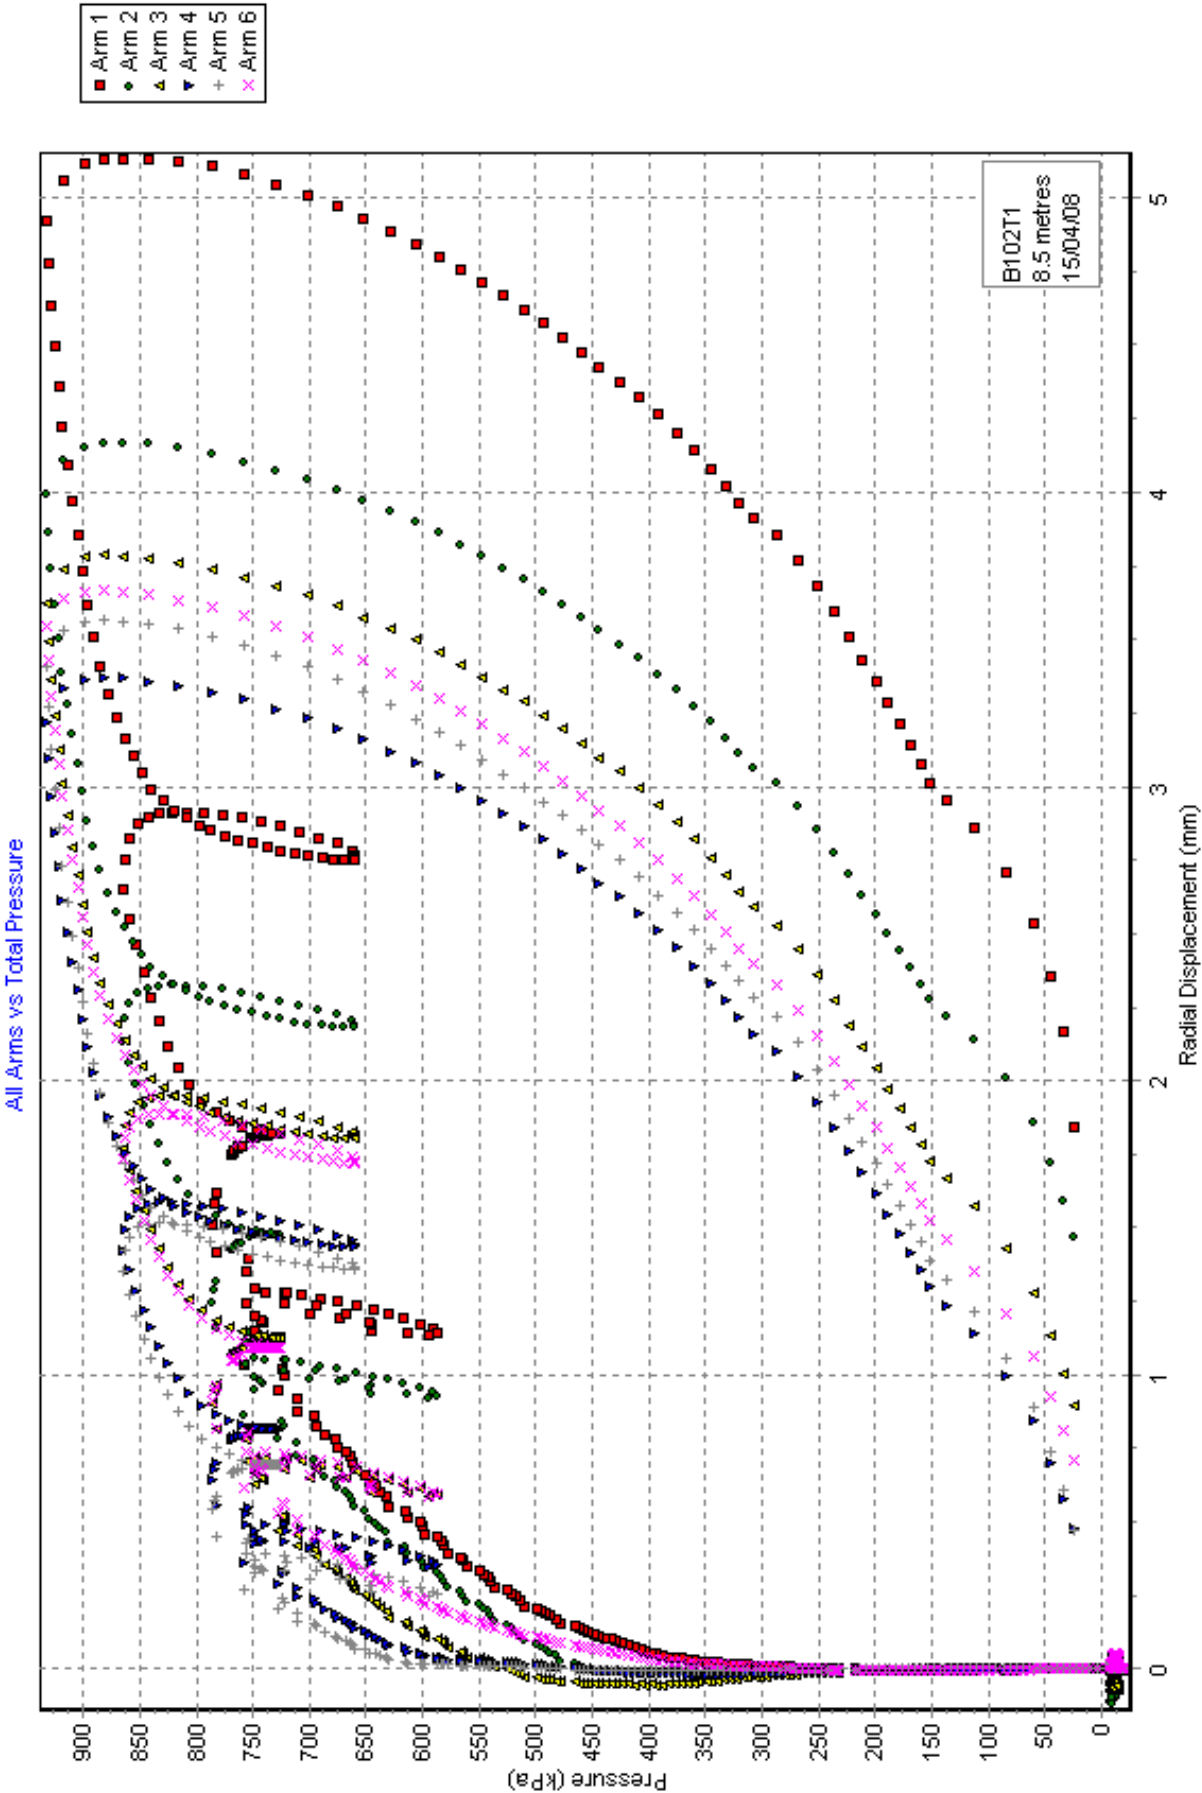 All Arms vs Total Pressure
Arm 1
Arm 2
Arm 3
Arm 4
Arm 5
Arm 6
Pressure (kPa)
900
850
800
750
700
650
600
550
500
450
400
350
300
250
200
150
100
50
0
B102T1
8.5 metres
15/04/08
0
1
2
3
4
5
Radial Displacement (mm)